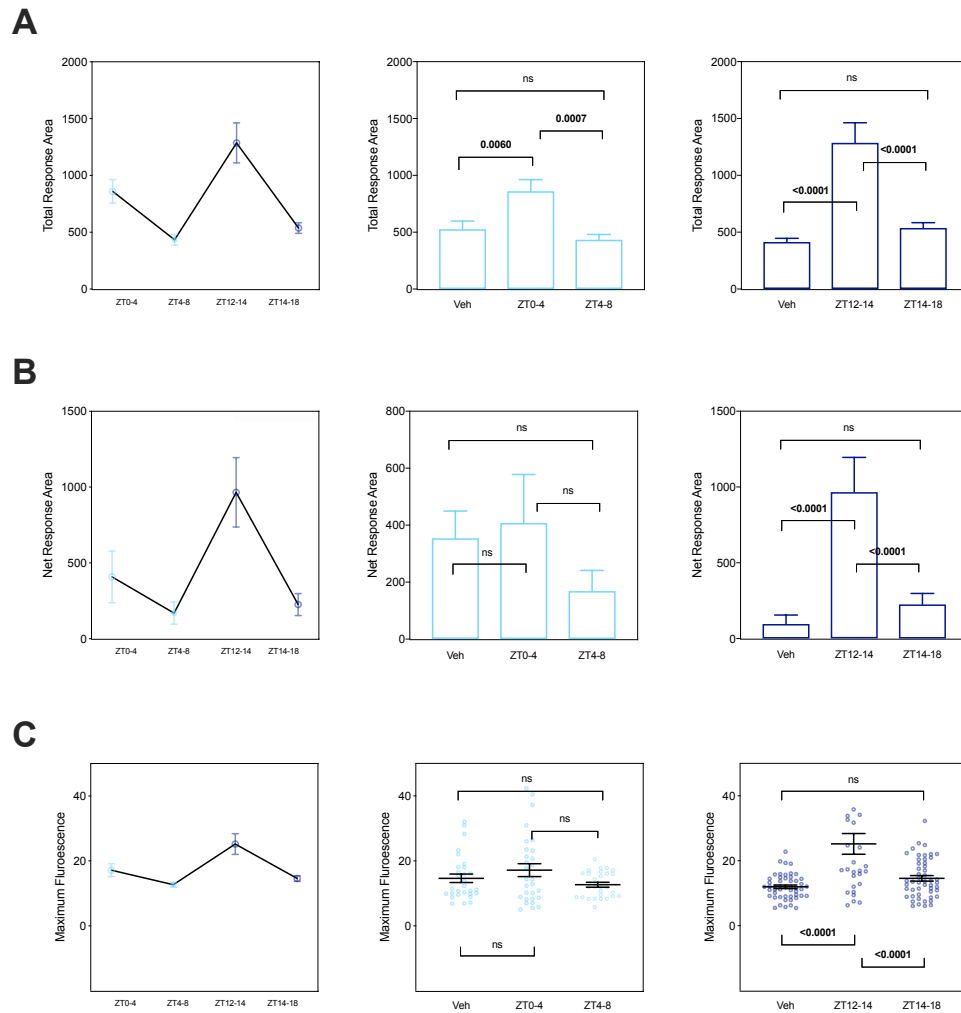 A
Total Response Area
2000
1500
1000
500
0
ZT0-4 ZT4-8 ZT12-14 ZT14-18
Total Response Area
2000
1500
1000
500
0
ns
0.0007
0.0060
Veh ZT0-4 ZT4-8
Total Response Area
2000
1500
1000
500
0
ns
<0.0001
<0.0001
Veh ZT12-14 ZT14-18
B
Net Response Area
1500
1000
500
0
ZT0-4 ZT4-8 ZT12-14 ZT14-18
Net Response Area
800
600
400
200
0
ns
ns
ns
Veh ZT0-4 ZT4-8
Net Response Area
1500
1000
500
0
ns
<0.0001
<0.0001
Veh ZT12-14 ZT14-18
C
Maximum Fluroescence
40
20
0
ZT0-4 ZT4-8 ZT12-14 ZT14-18
Maximum Fluroescence
40
20
0
ns
ns
ns
Veh ZT0-4 ZT4-8
Maximum Fluroescence
40
20
0
ns
<0.0001
<0.0001
Veh ZT12-14 ZT14-18